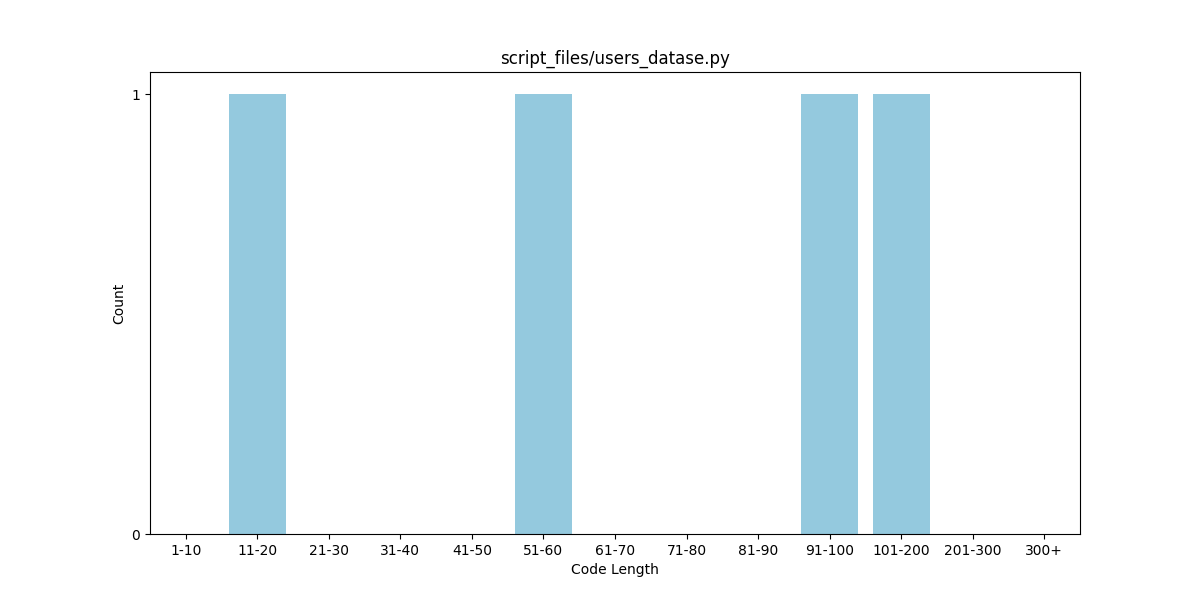 script_files/users_datase.py
1
Count
0
1-10 11-20 21-30 31-40 41-50 51-60 61-70 71-80 81-90 91-100 101-200 201-300 300+
Code Length